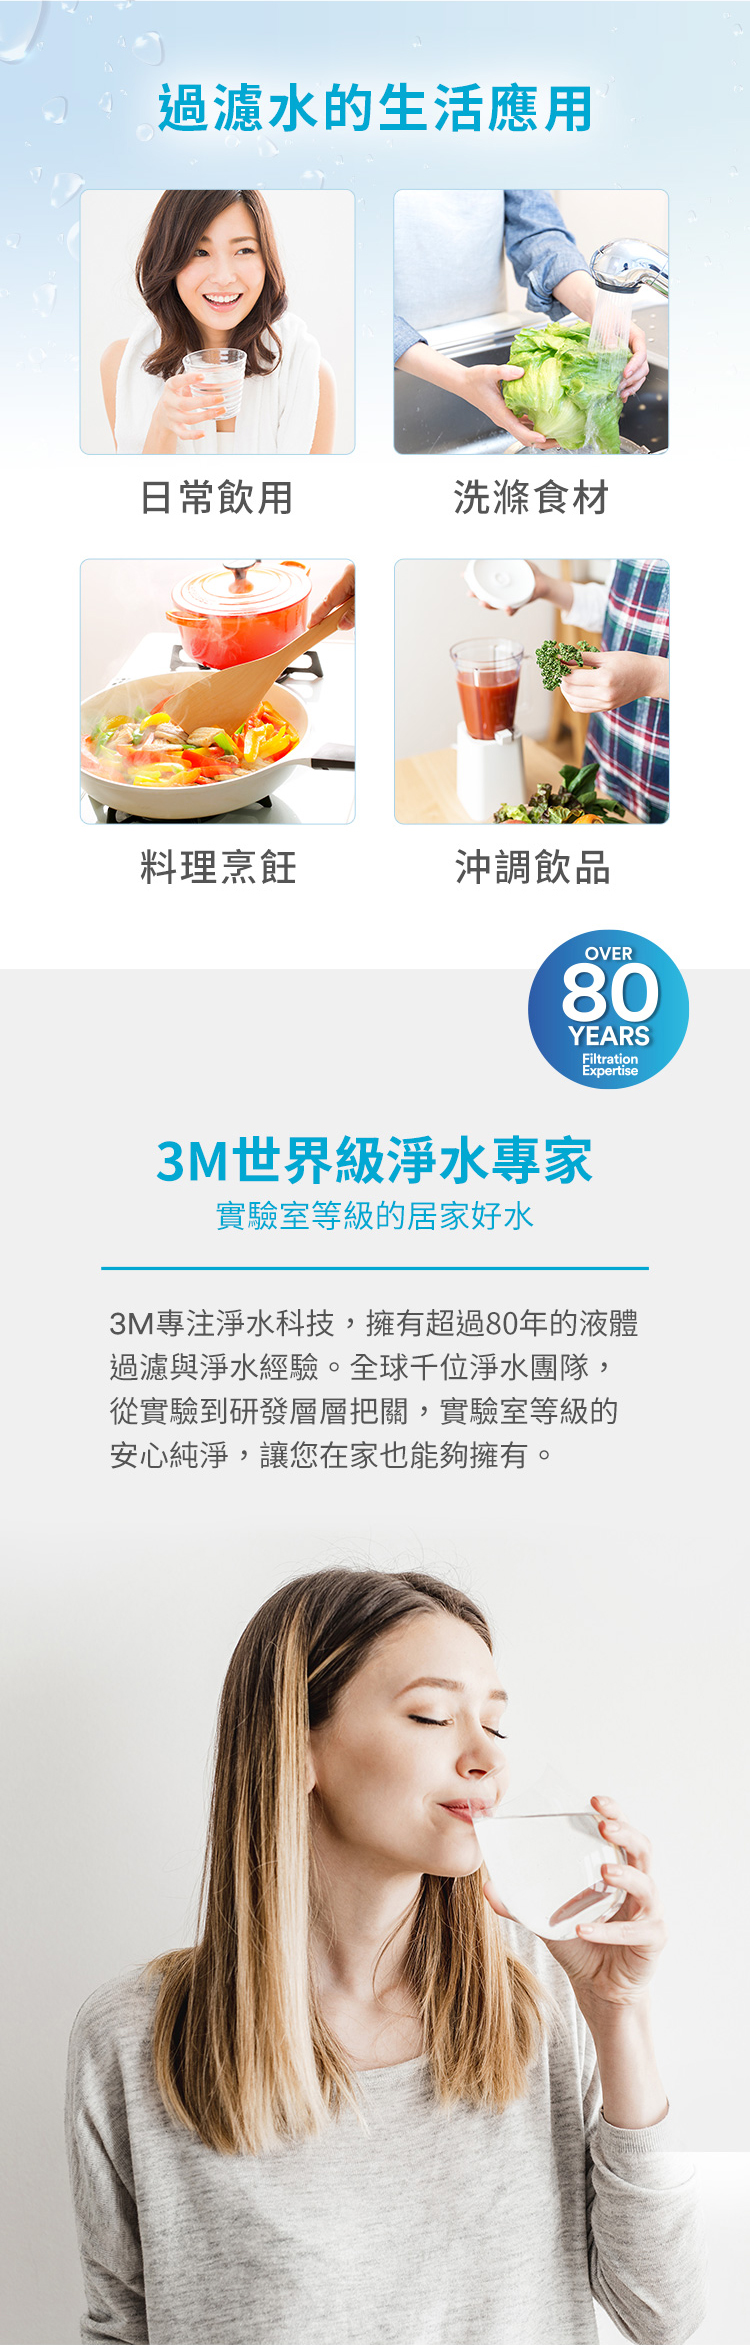 過濾水的生活應用
日常飲用
洗滌食材
料理烹飪
沖調飲品
OVER
80
YEARS
Filtration
Expertise
3M世界級淨水專家
實驗室等級的居家好水
3M專注淨水科技，擁有超過80年的液體
過濾與淨水經驗。全球千位淨水團隊，
從實驗到研發層層把關，實驗室等級的
安心純淨，讓您在家也能夠擁有。